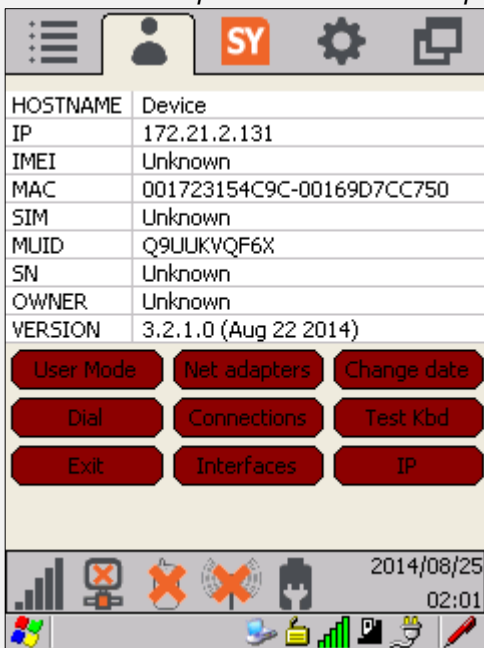 SY
HOSTNAME Device
IP 172.21.2.131
IMEI Unknown
MAC 001723154C9C-00169D7CC750
SIM Unknown
MUID Q9UUKVQF6X
SN Unknown
OWNER Unknown
VERSION 3.2.1.0 (Aug 22 2014)
User Mode Net adapters Change date
Dial Connections Test Kbd
Exit Interfaces IP
2014/08/25
02:01